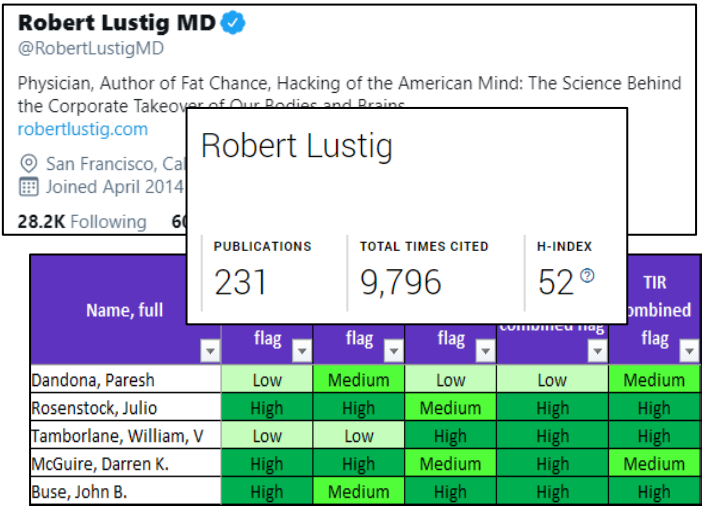 Robert Lustig MD
@RobertLustigMD
Physician, Author of Fat Chance, Hacking of the American Mind: The Science Behind
the Corporate Takeover of Our Bodies and Brains
robertlustig.com
San Francisco, Cal
Joined April 2014
28.2K Following 60
Robert Lustig
PUBLICATIONS TOTAL TIMES CITED H-INDEX
231 9,796 52
Name, full flag flag flag combined flag TIR
ombined
flag
Dandona, Paresh Low Medium Low Low Medium
Rosenstock, Julio High High Medium High High
Tamborlane, William, V Low Low High High High
McGuire, Darren K. High High Medium High Medium
Buse, John B. High Medium High High High